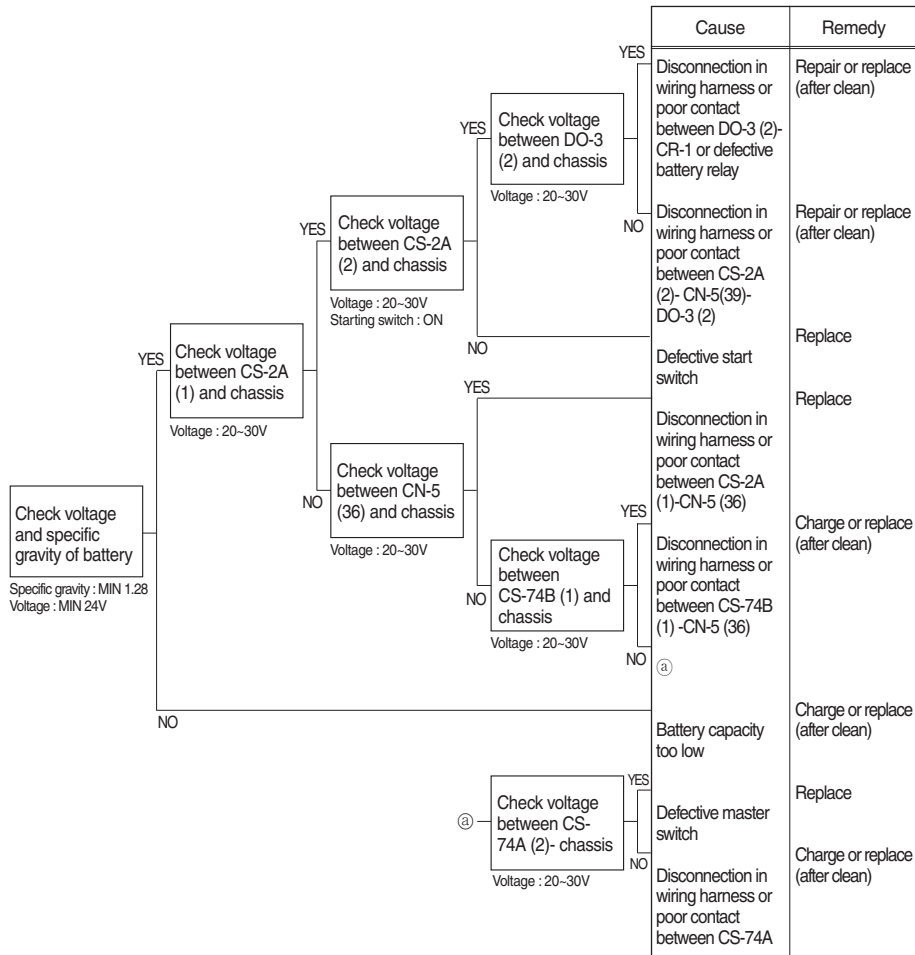 Cause
Remedy
YES
Disconnection in
wiring harness or
poor contact
between DO-3 (2)-
CR-1 or defective
battery relay
Repair or replace
(after clean)
YES
Check voltage
between DO-3
(2) and chassis
Voltage : 20~30V
NO
Disconnection in
wiring harness or
poor contact
between CS-2A
(2)- CN-5(39)-
DO-3 (2)
Repair or replace
(after clean)
YES
Check voltage
between CS-2A
(2) and chassis
Voltage : 20~30V
Starting switch : ON
NO
Defective start
switch
Replace
YES
Check voltage
between CS-2A
(1) and chassis
Voltage : 20~30V
YES
Disconnection in
wiring harness or
poor contact
between CS-2A
(1)-CN-5 (36)
Replace
NO
Check voltage
between CN-5
(36) and chassis
Voltage : 20~30V
Check voltage
and specific
gravity of battery
Specific gravity : MIN 1.28
Voltage : MIN 24V
YES
Disconnection in
wiring harness or
poor contact
between CS-74B
(1) -CN-5 (36)
Charge or replace
(after clean)
NO
Check voltage
between
CS-74B (1) and
chassis
Voltage : 20~30V
NO
ⓐ
NO
Battery capacity
too low
Charge or replace
(after clean)
ⓐ
Check voltage
between CS-
74A (2)- chassis
Voltage : 20~30V
YES
Defective master
switch
Replace
NO
Disconnection in
wiring harness or
poor contact
between CS-74A
Charge or replace
(after clean)